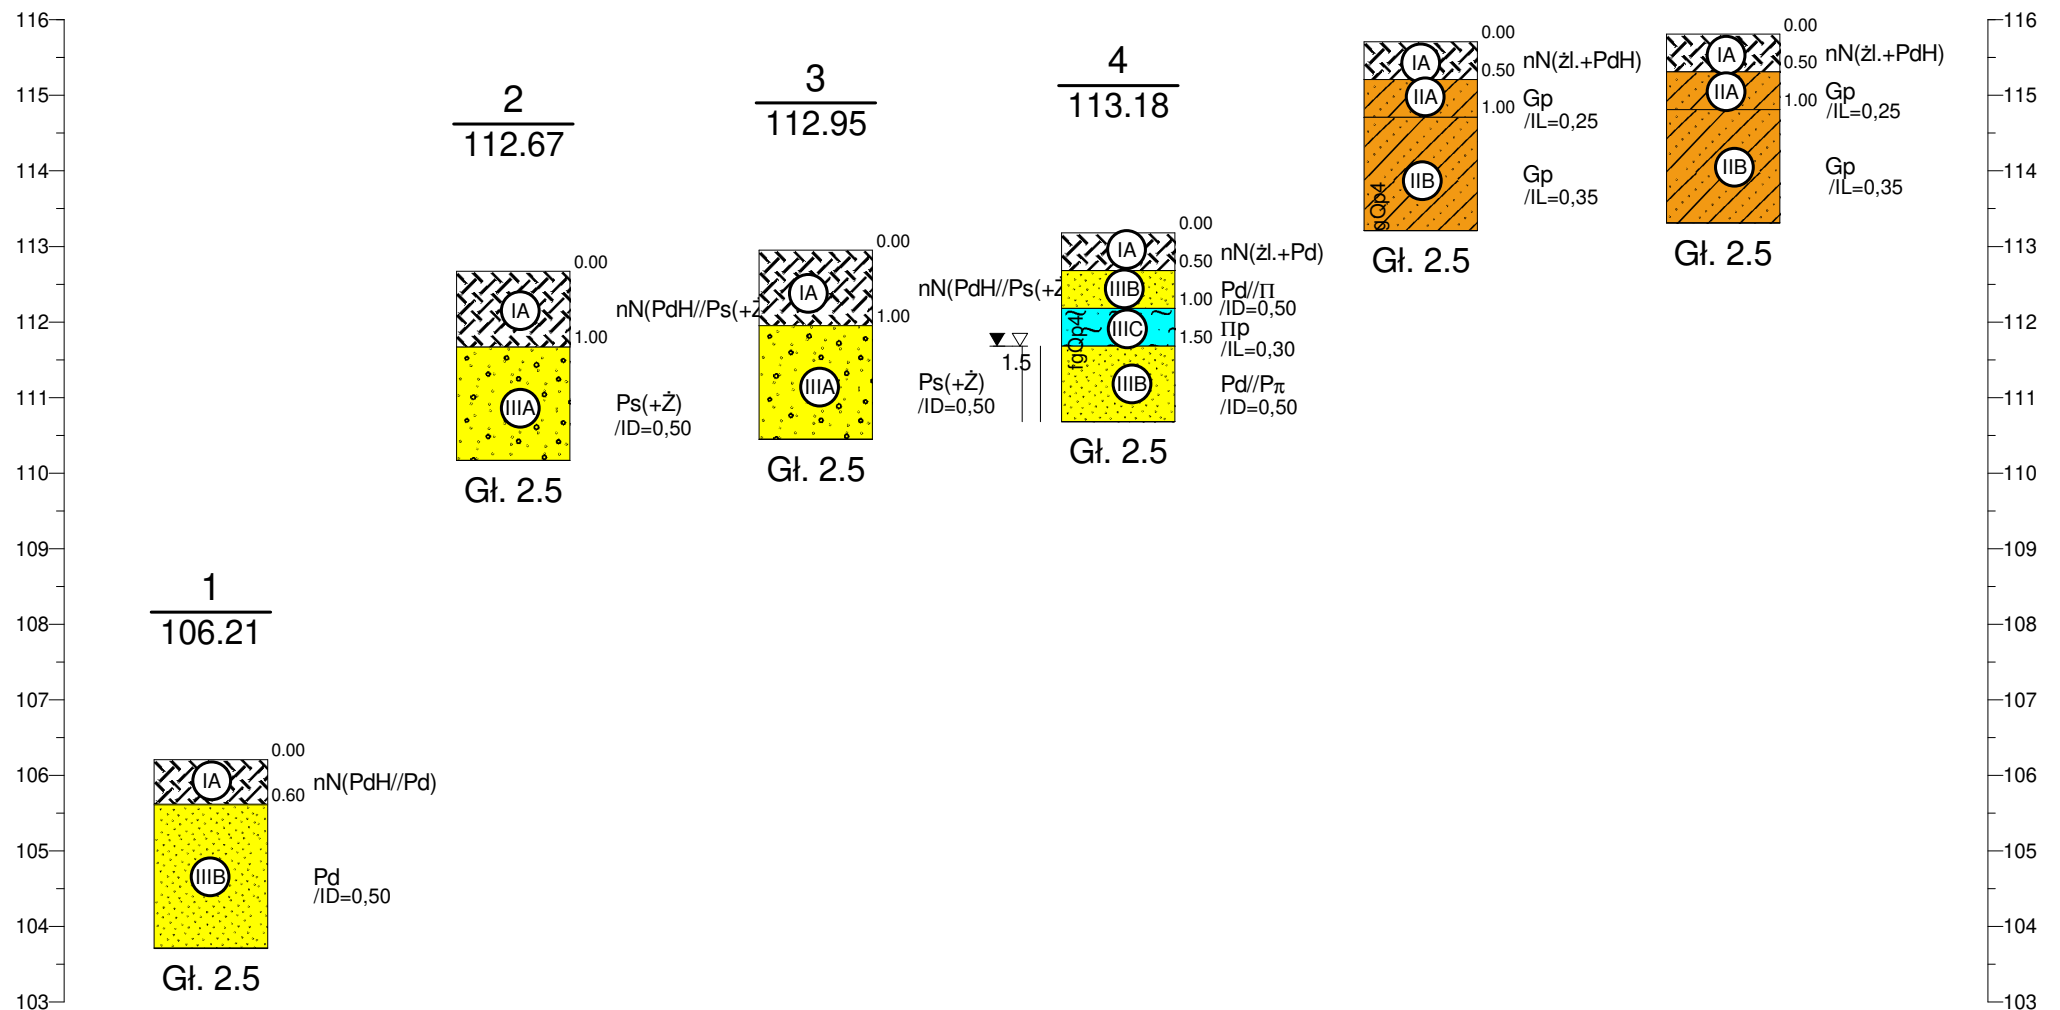 116
115
114
113
112
111
110
109
108
107
106
105
104
103
1
106.21
0.00
IA
nN(PdH//Pd)
0.60
IIIB
Pd
/ID=0,50
Gł. 2.5
2
112.67
0.00
IA
nN(PdH//Ps(+Ż
1.00
IIIA
Ps(+Ż)
/ID=0,50
Gł. 2.5
3
112.95
0.00
IA
nN(PdH//Ps(+Ż
1.00
IIIA
Ps(+Ż)
/ID=0,50
Gł. 2.5
4
113.18
0.00
IA
0.50
nN(żl.+Pd)
IIIB
1.00
Pd//Π
/ID=0,50
IIIC
fgQp4
1.50
Πp
/IL=0,30
1.5
IIIB
Pd//Pπ
/ID=0,50
Gł. 2.5
0.00
IA
nN(żl.+PdH)
0.50
IIA
Gp
1.00
/IL=0,25
IIB
Gp
/IL=0,35
gQp4
Gł. 2.5
0.00
IA
nN(żl.+PdH)
0.50
IIA
Gp
1.00
/IL=0,25
IIB
Gp
/IL=0,35
Gł. 2.5
116
115
114
113
112
111
110
109
108
107
106
105
104
103